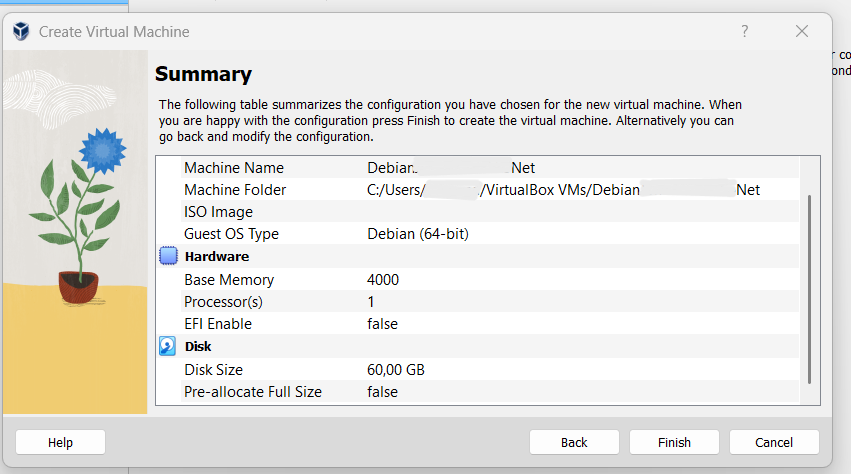 Create Virtual Machine
?
r co
ond
Summary
The following table summarizes the configuration you have chosen for the new virtual machine. When
you are happy with the configuration press Finish to create the virtual machine. Alternatively you can
go back and modify the configuration.
Machine Name Debian Net
Machine Folder C:/Users/ /VirtualBox VMs/Debian Net
ISO Image
Guest OS Type Debian (64-bit)
Hardware
Base Memory 4000
Processor(s) 1
EFI Enable false
Disk
Disk Size 60,00 GB
Pre-allocate Full Size false
Help Back Finish Cancel